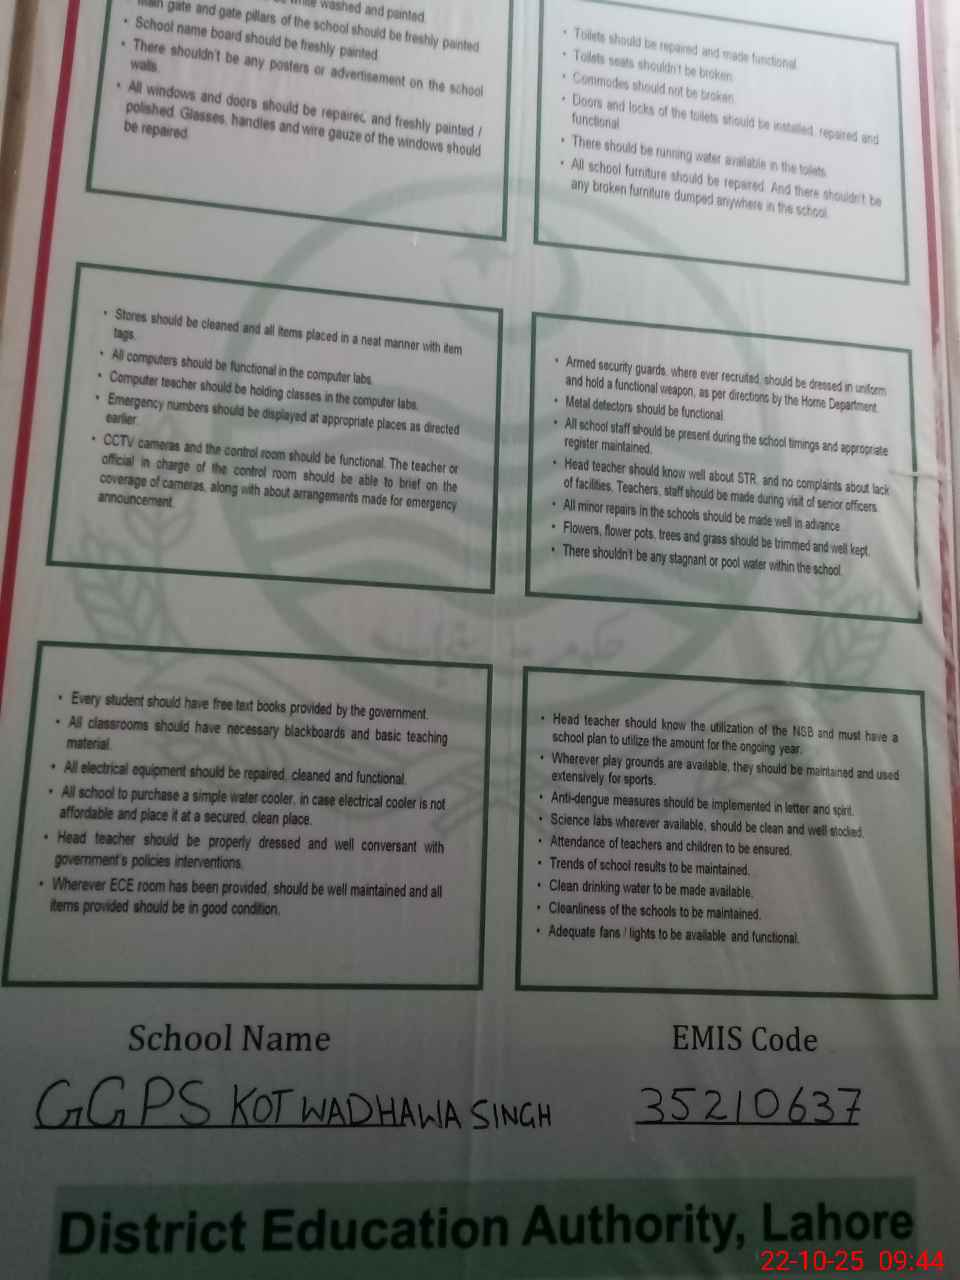 washed and painted.
gate and gate pillars of the school should be freshly painted
• School name board should be freshly painted.
• There shouldn't be any posters or advertisement on the school
walls.
• All windows and doors should be repaired, and freshly painted /
polished. Glasses, handles and wire gauze of the windows should
be repaired.
• Toilets should be repaired and made functional.
• Toilets seats shouldn't be broken.
• Commodes should not be broken.
• Doors and locks of the toilets should be installed, repaired and
functional.
• There should be running water available in the toilets.
• All school furniture should be repaired. And there shouldn't be
any broken furniture dumped anywhere in the school.
• Stores should be cleaned and all items placed in a neat manner with item
tags.
• All computers should be functional in the computer labs.
• Computer teacher should be holding classes in the computer labs.
• Emergency numbers should be displayed at appropriate places as directed
earlier.
• CCTV cameras and the control room should be functional. The teacher or
official in charge of the control room should be able to brief on the
coverage of cameras, along with about arrangements made for emergency
announcement.
• Armed security guards, where ever recruited, should be dressed in uniform
and hold a functional weapon, as per directions by the Home Department.
• Metal detectors should be functional.
• All school staff should be present during the school timings and appropriate
register maintained.
• Head teacher should know well about STR, and no complaints about lack
of facilities. Teachers, staff should be made during visit of senior officers.
• All minor repairs in the schools should be made well in advance.
• Flowers, flower pots, trees and grass should be trimmed and well kept.
• There shouldn't be any stagnant or pool water within the school.
• Every student should have free text books provided by the government.
• All classrooms should have necessary blackboards and basic teaching
material.
• All electrical equipment should be repaired, cleaned and functional.
• All school to purchase a simple water cooler, in case electrical cooler is not
affordable and place it at a secured, clean place.
• Head teacher should be properly dressed and well conversant with
government's policies interventions.
• Wherever ECE room has been provided, should be well maintained and all
items provided should be in good condition.
• Head teacher should know the utilization of the NSB and must have a
school plan to utilize the amount for the ongoing year.
• Wherever play grounds are available, they should be maintained and used
extensively for sports.
• Anti-dengue measures should be implemented in letter and spirit.
• Science labs wherever available, should be clean and well stocked.
• Attendance of teachers and children to be ensured.
• Trends of school results to be maintained.
• Clean drinking water to be made available.
• Cleanliness of the schools to be maintained.
• Adequate fans / lights to be available and functional.
School Name
EMIS Code
GGPS KOT WADHAWA SINGH
35210637
District Education Authority, Lahore
22-10-25 09:44